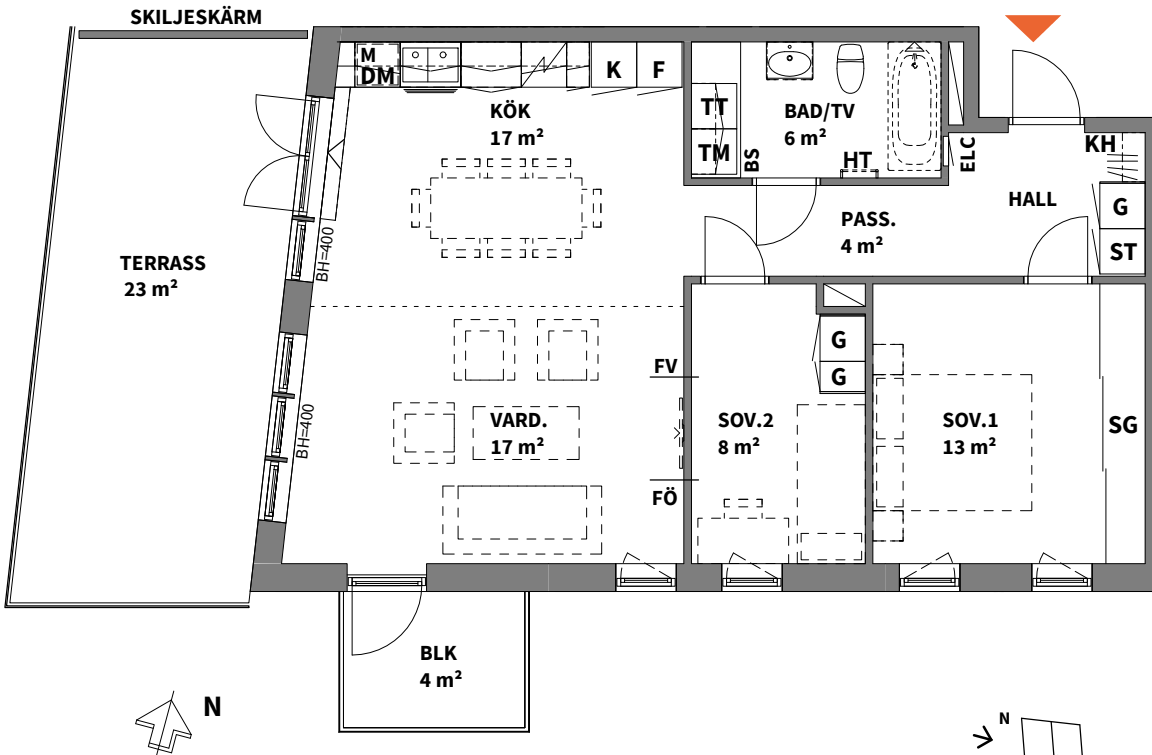 SKILJESKÄRM
M
DM
K
F
KÖK
17 m²
TT
TM
BS
BAD/TV
6 m²
HT
ELC
KH
HALL
G
ST
PASS.
4 m²
TERRASS
23 m²
BH=400
BH=400
FV
FÖ
VARD.
17 m²
G
G
SOV.2
8 m²
SOV.1
13 m²
SG
BLK
4 m²
N
N